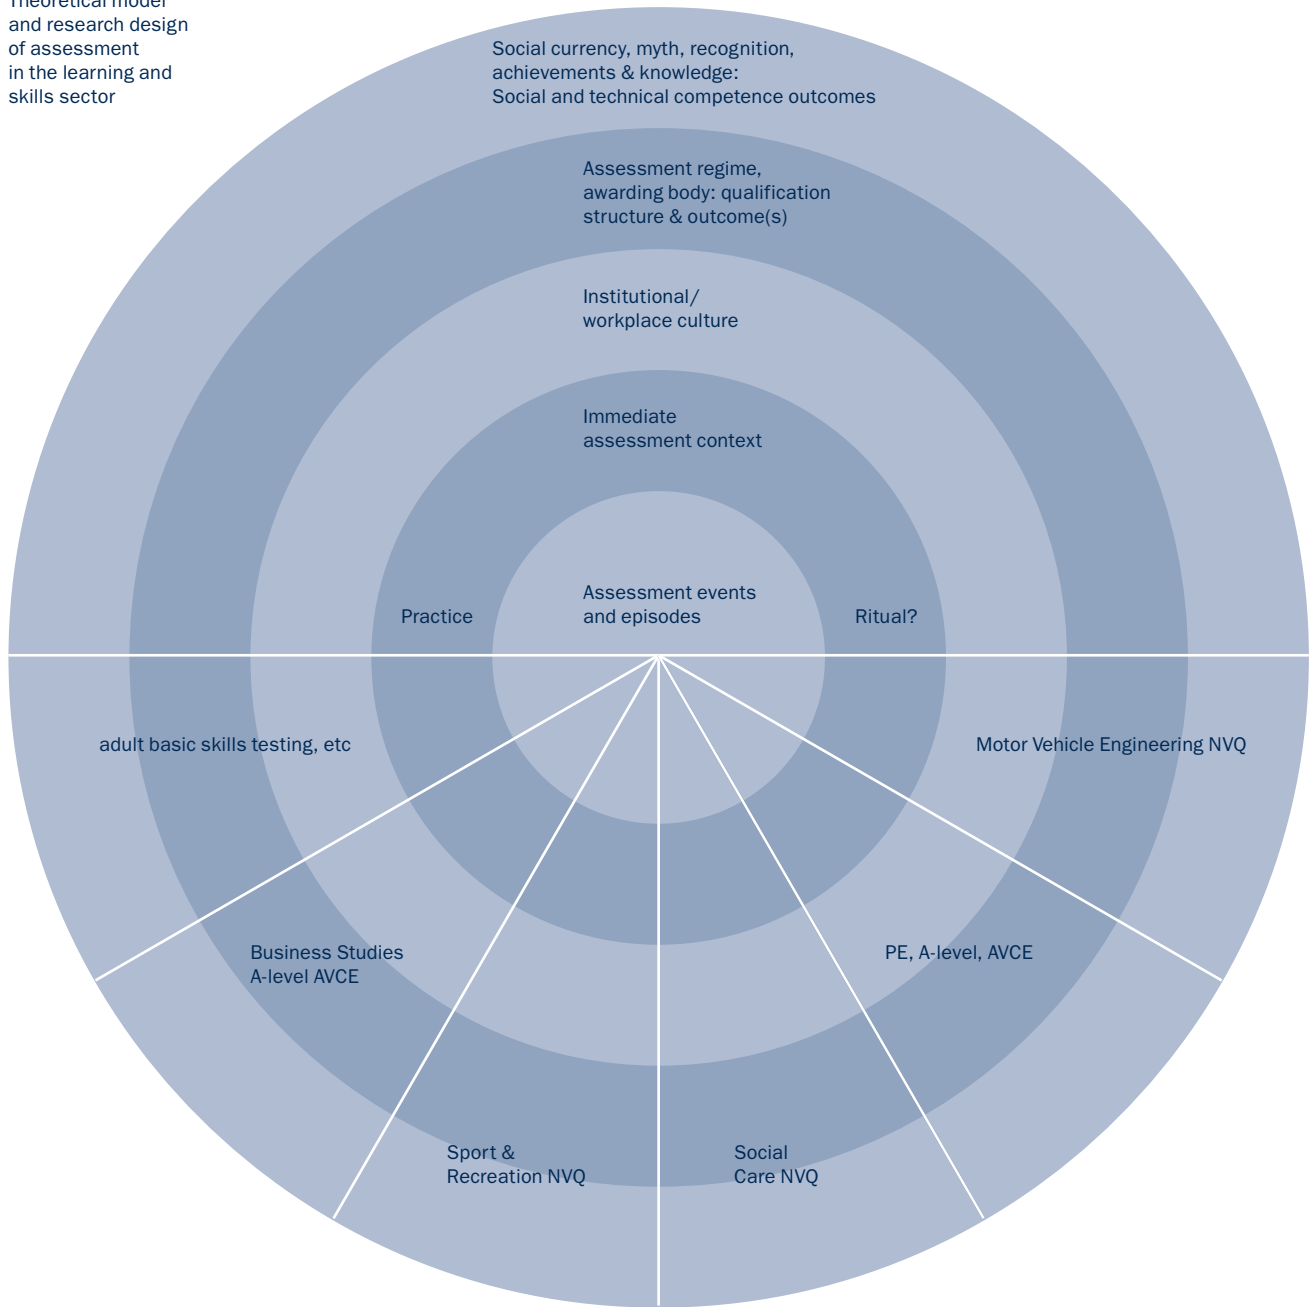 Theoretical model
and research design
of assessment
in the learning and
skills sector
Social currency, myth, recognition,
achievements & knowledge:
Social and technical competence outcomes
Assessment regime,
awarding body: qualification
structure & outcome(s)
Institutional/
workplace culture
Immediate
assessment context
Assessment events
and episodes
Practice
Ritual?
adult basic skills testing, etc
Motor Vehicle Engineering NVQ
Business Studies
A-level AVCE
PE, A-level, AVCE
Sport &
Recreation NVQ
Social
Care NVQ